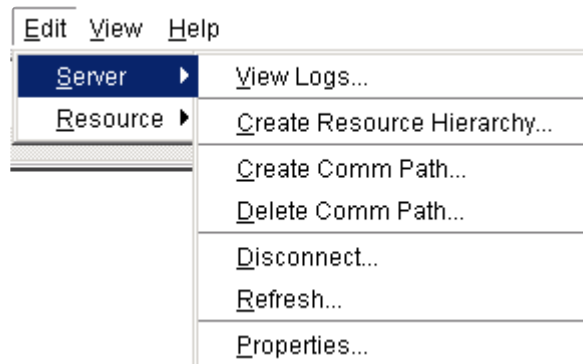 Edit View Help
Server
Resource
View Logs...
Create Resource Hierarchy...
Create Comm Path...
Delete Comm Path...
Disconnect...
Refresh...
Properties...